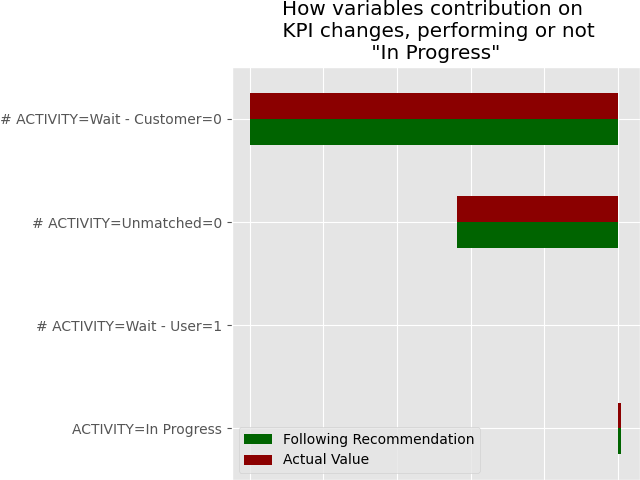 How variables contribution on
KPI changes, performing or not
"In Progress"
# ACTIVITY=Wait - Customer=0
# ACTIVITY=Unmatched=0
# ACTIVITY=Wait - User=1
ACTIVITY=In Progress
Following Recommendation
Actual Value